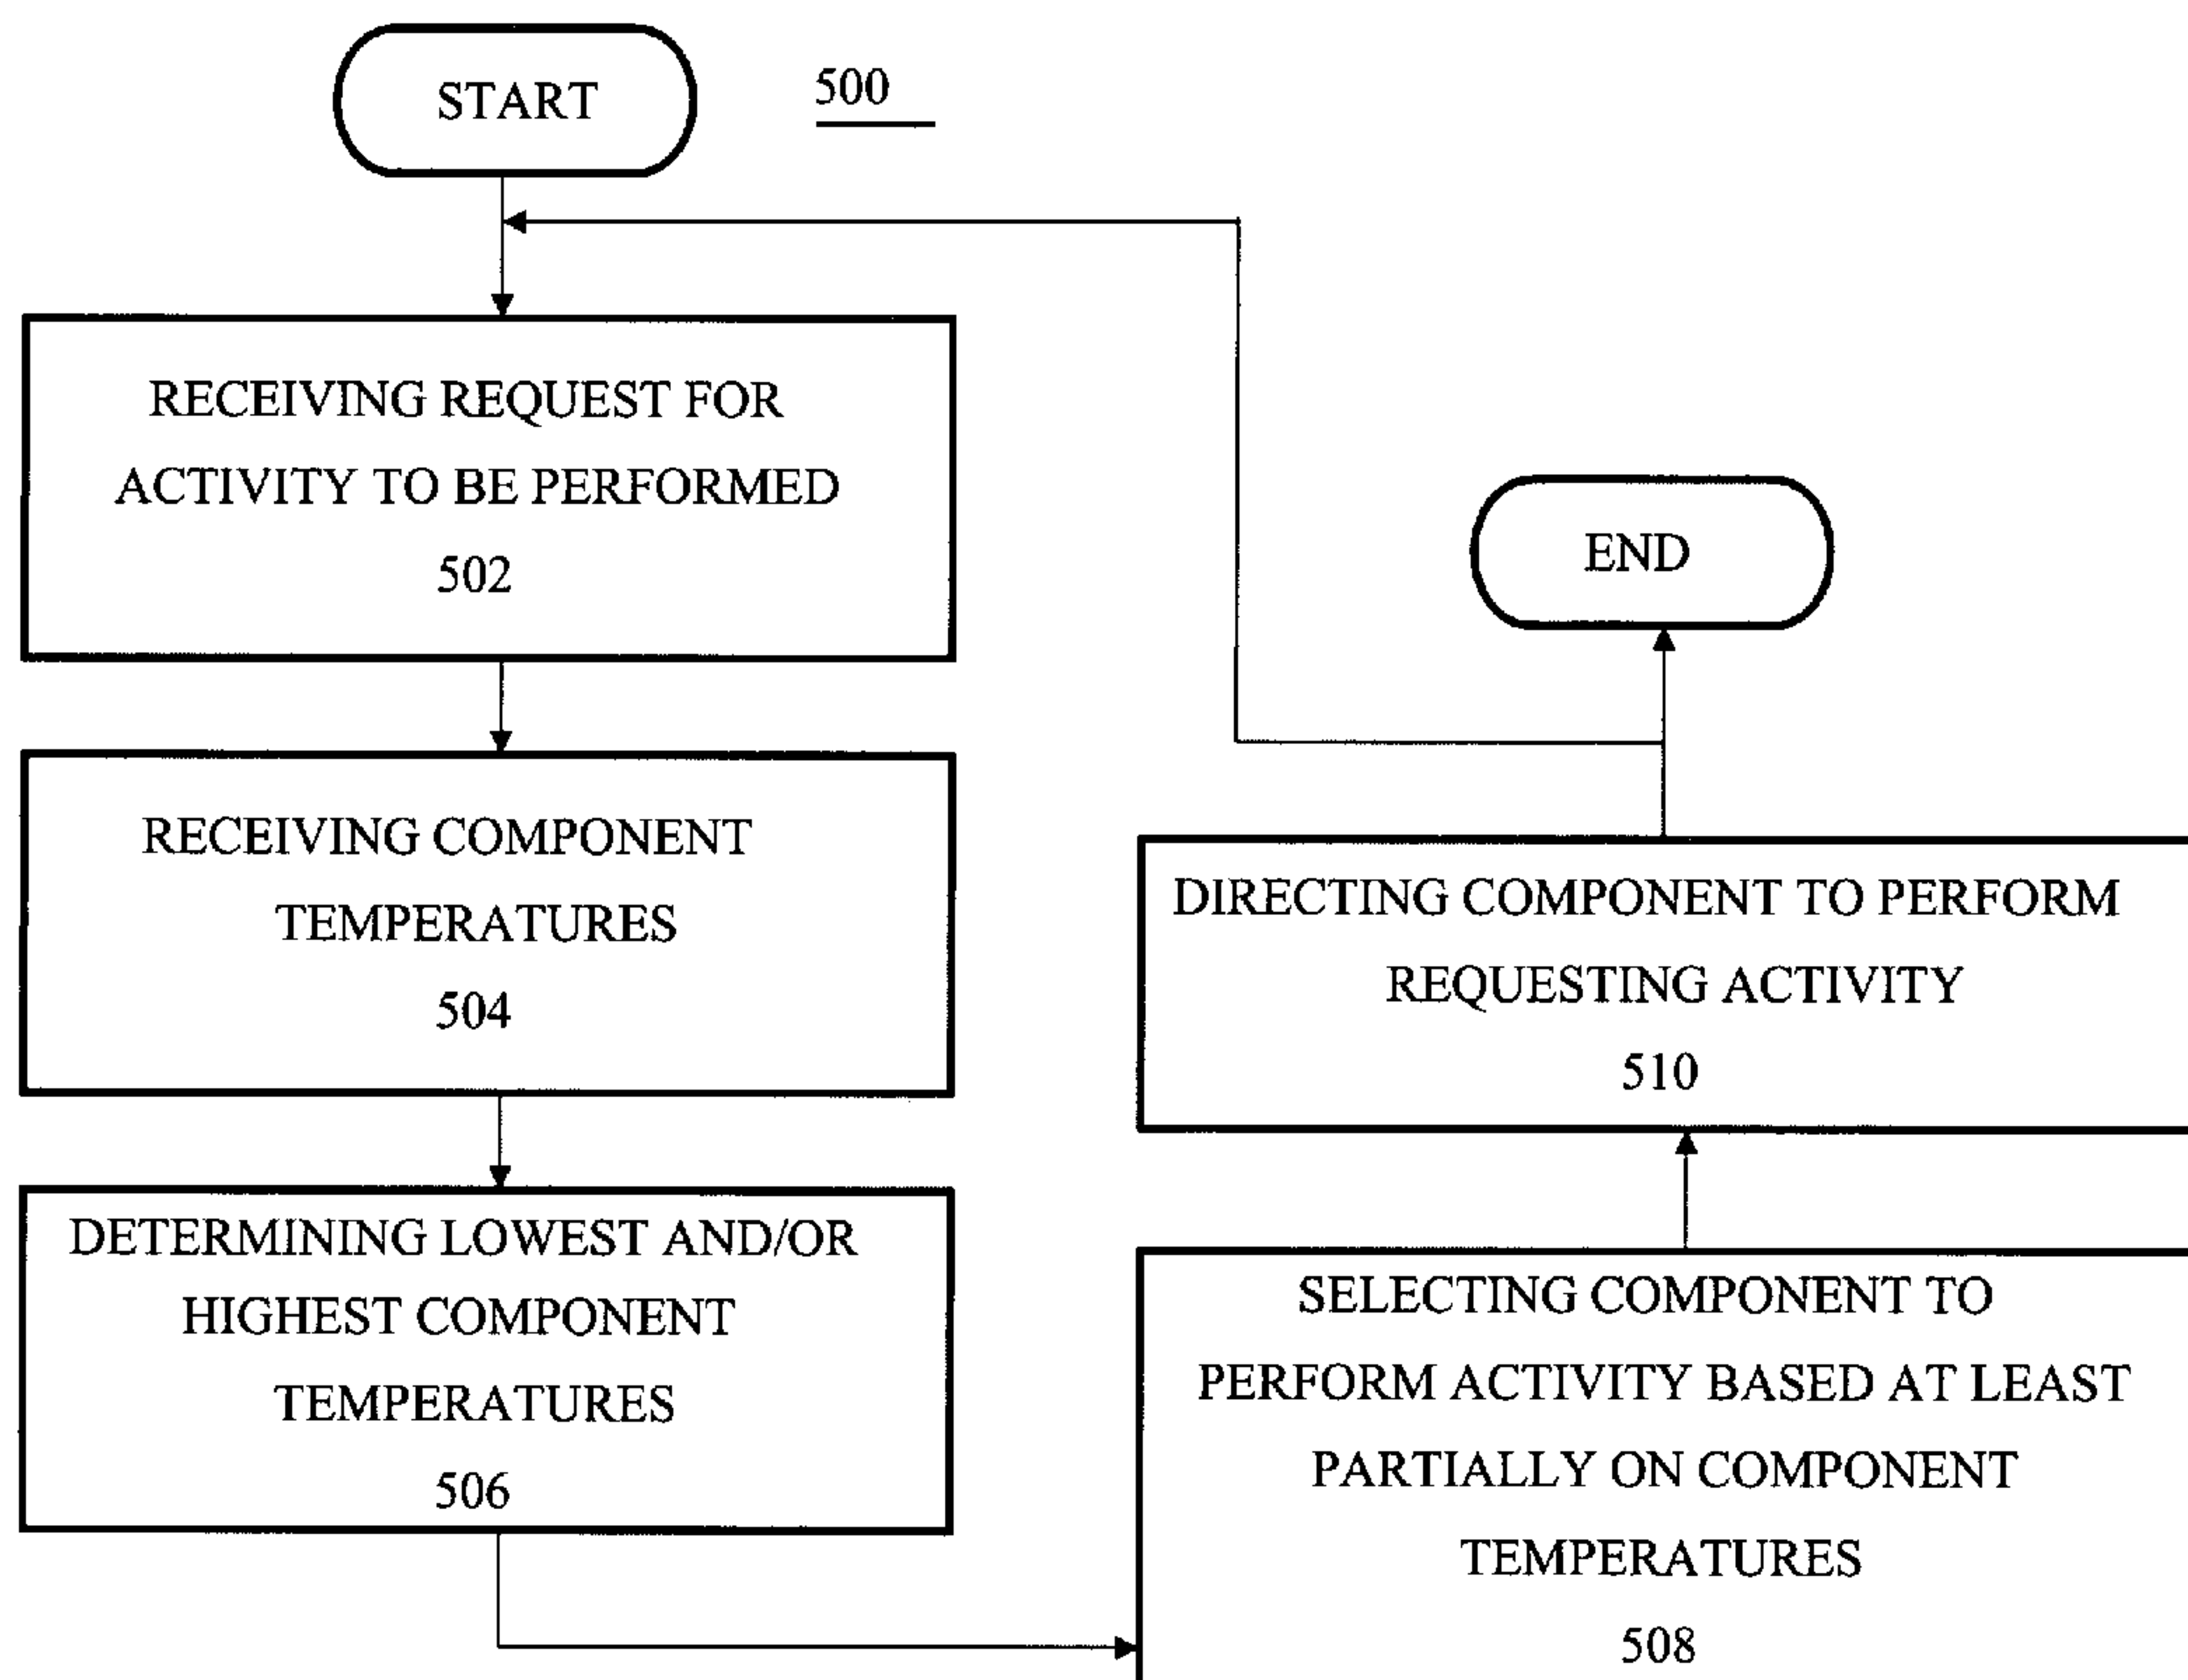 START
500
RECEIVING REQUEST FOR
ACTIVITY TO BE PERFORMED
502
RECEIVING COMPONENT
TEMPERATURES
504
DETERMINING LOWEST AND/OR
HIGHEST COMPONENT
TEMPERATURES
506
SELECTING COMPONENT TO
PERFORM ACTIVITY BASED AT LEAST
PARTIALLY ON COMPONENT
TEMPERATURES
508
DIRECTING COMPONENT TO PERFORM
REQUESTING ACTIVITY
510
END